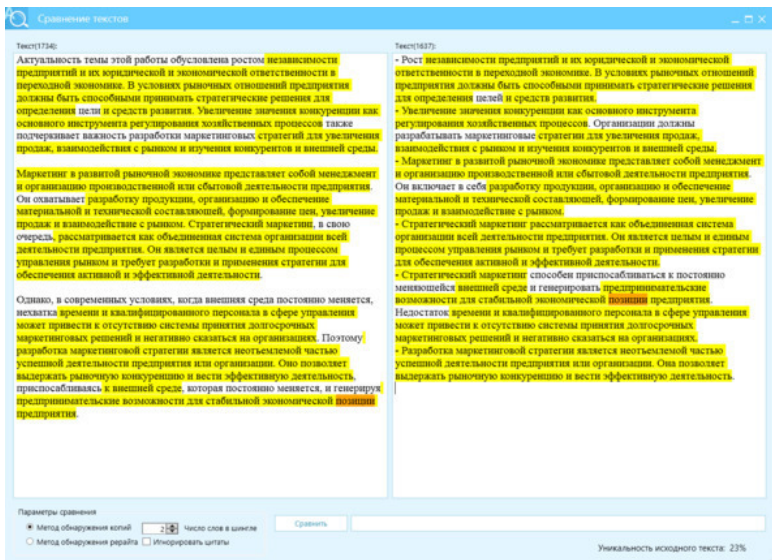 Сравнение текстов
Текст(1734):
Актуальность темы этой работы обусловлена ростом независимости
предприятий и их юридической и экономической ответственности в
переходной экономике. В условиях рыночных отношений предприятия
должны быть способными принимать стратегические решения для
определения цели и средств развития. Увеличение значения конкуренции как
основного инструмента регулирования хозяйственных процессов также
подчеркивает важность разработки маркетинговых стратегий для увеличения
продаж, взаимодействия с рынком и изучения конкурентов и внешней среды.
Маркетинг в развитой рыночной экономике представляет собой менеджмент
и организацию производственной или сбытовой деятельности предприятия.
Он охватывает разработку продукции, организацию и обеспечение
материальной и технической составляющей, формирование цен, увеличение
продаж и взаимодействие с рынком. Стратегический маркетинг, в свою
очередь, рассматривается как объединенная система организации всей
деятельности предприятия. Он является целым и единым процессом
управления рынком и требует разработки и применения стратегии для
обеспечения активной и эффективной деятельности.
Однако, в современных условиях, когда внешняя среда постоянно меняется,
нехватка времени и квалифицированного персонала в сфере управления
может привести к отсутствию системы принятия долгосрочных
маркетинговых решений и негативно сказаться на организациях. Поэтому
разработка маркетинговой стратегии является неотъемлемой частью
успешной деятельности предприятия или организации. Оно позволяет
выдержать рыночную конкуренцию и вести эффективную деятельность,
приспосабливаясь к внешней среде, которая постоянно меняется, и генерируя
предпринимательские возможности для стабильной экономической позиции
предприятия.
Текст(1637):
- Рост независимости предприятий и их юридической и экономической
ответственности в переходной экономике. В условиях рыночных отношений
предприятия должны быть способными принимать стратегические решения
для определения целей и средств развития.
- Увеличение значения конкуренции как основного инструмента
регулирования хозяйственных процессов. Организации должны
разрабатывать маркетинговые стратегии для увеличения продаж,
взаимодействия с рынком и изучения конкурентов и внешней среды.
- Маркетинг в развитой рыночной экономике представляет собой менеджмент
и организацию производственной или сбытовой деятельности предприятия.
Он включает в себя разработку продукции, организацию и обеспечение
материальной и технической составляющей, формирование цен, увеличение
продаж и взаимодействие с рынком.
- Стратегический маркетинг рассматривается как объединенная система
организации всей деятельности предприятия. Он является целым и единым
процессом управления рынком и требует разработки и применения стратегии
для обеспечения активной и эффективной деятельности.
- Стратегический маркетинг способен приспосабливаться к постоянно
меняющейся внешней среде и генерировать предпринимательские
возможности для стабильной экономической позиции предприятия.
Недостаток времени и квалифицированного персонала в сфере управления
может привести к отсутствию системы принятия долгосрочных
маркетинговых решений и негативно сказаться на организациях.
- Разработка маркетинговой стратегии является неотъемлемой частью
успешной деятельности предприятия или организации. Она позволяет
выдержать рыночную конкуренцию и вести эффективную деятельность.
Параметры сравнения
Метод обнаружения копий 2 Число слов в шингле
Метод обнаружения рерайта Игнорировать цитаты
Сравнить
Уникальность исходного текста: 23%